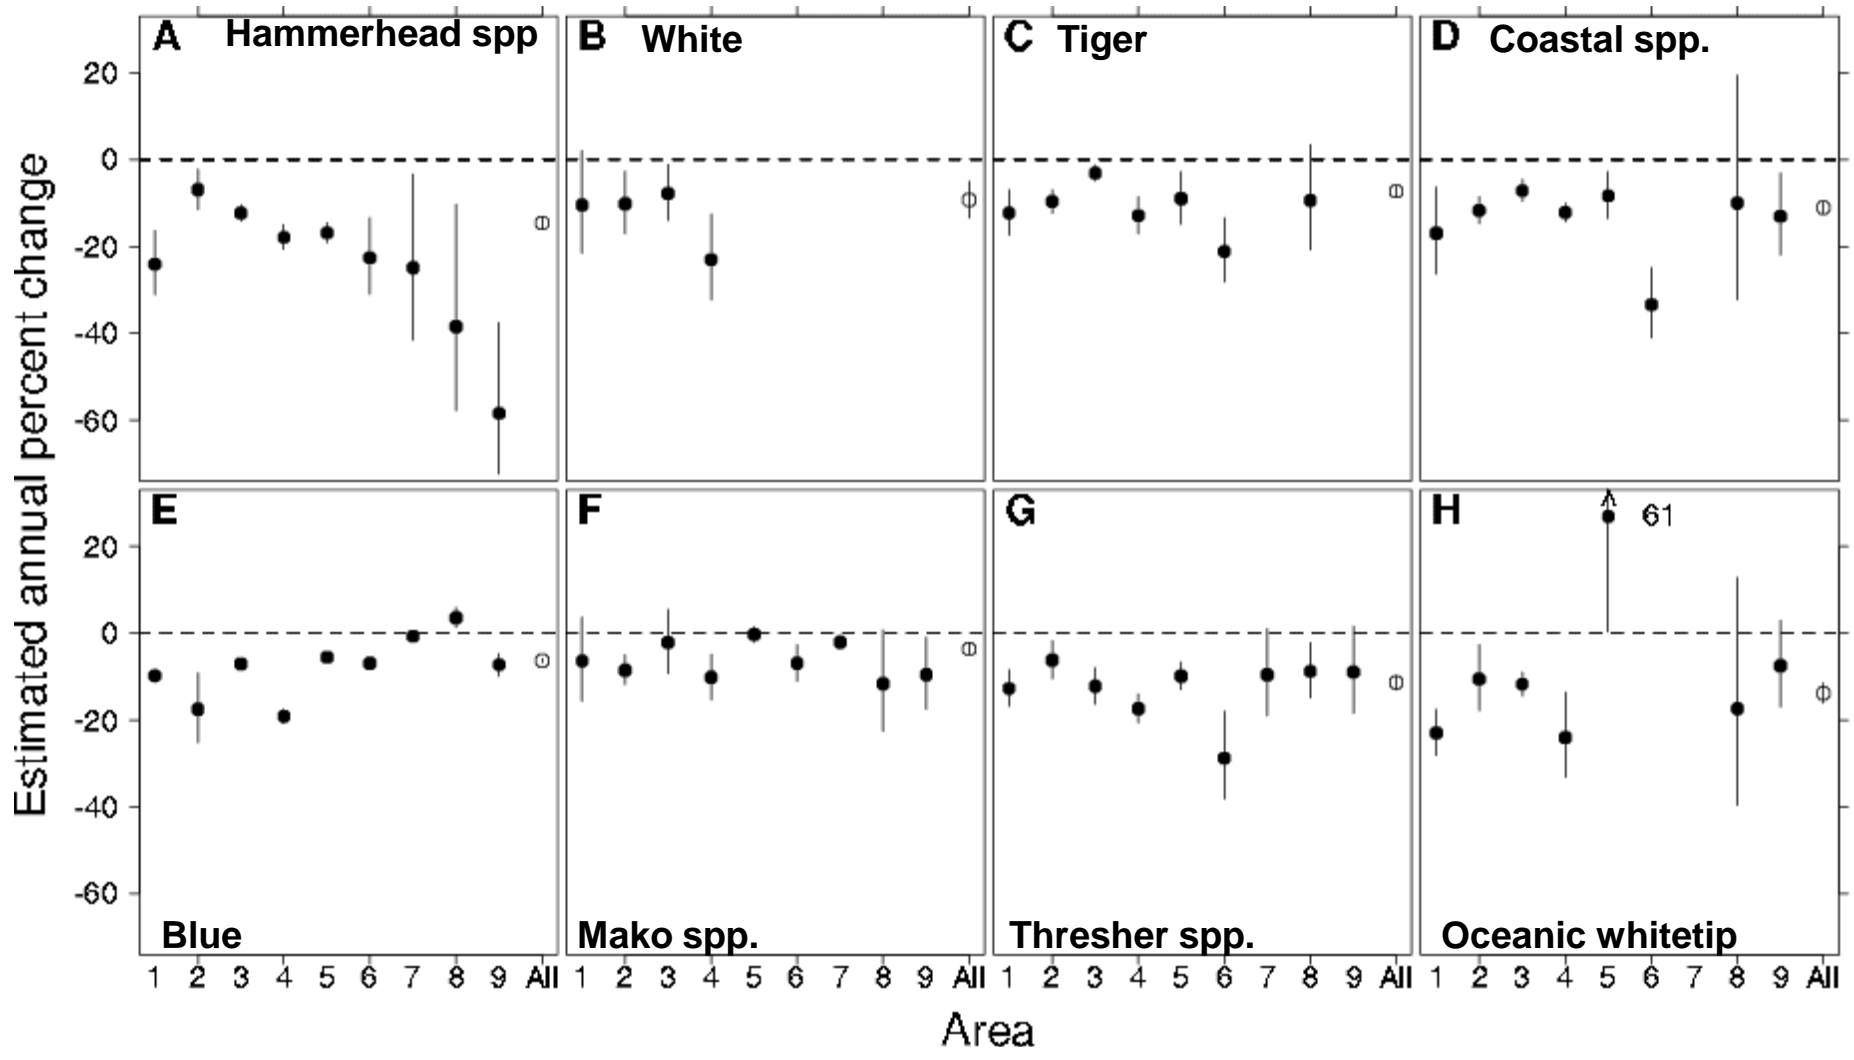 A Hammerhead spp
B White
C Tiger
D Coastal spp.
20
0
-20
-40
-60
Estimated annual percent change
E
F
G
H 61
20
0
-20
-40
-60
Blue
Mako spp.
Thresher spp.
Oceanic whitetip
1 2 3 4 5 6 7 8 9 All
1 2 3 4 5 6 7 8 9 All
1 2 3 4 5 6 7 8 9 All
1 2 3 4 5 6 7 8 9 All
Area